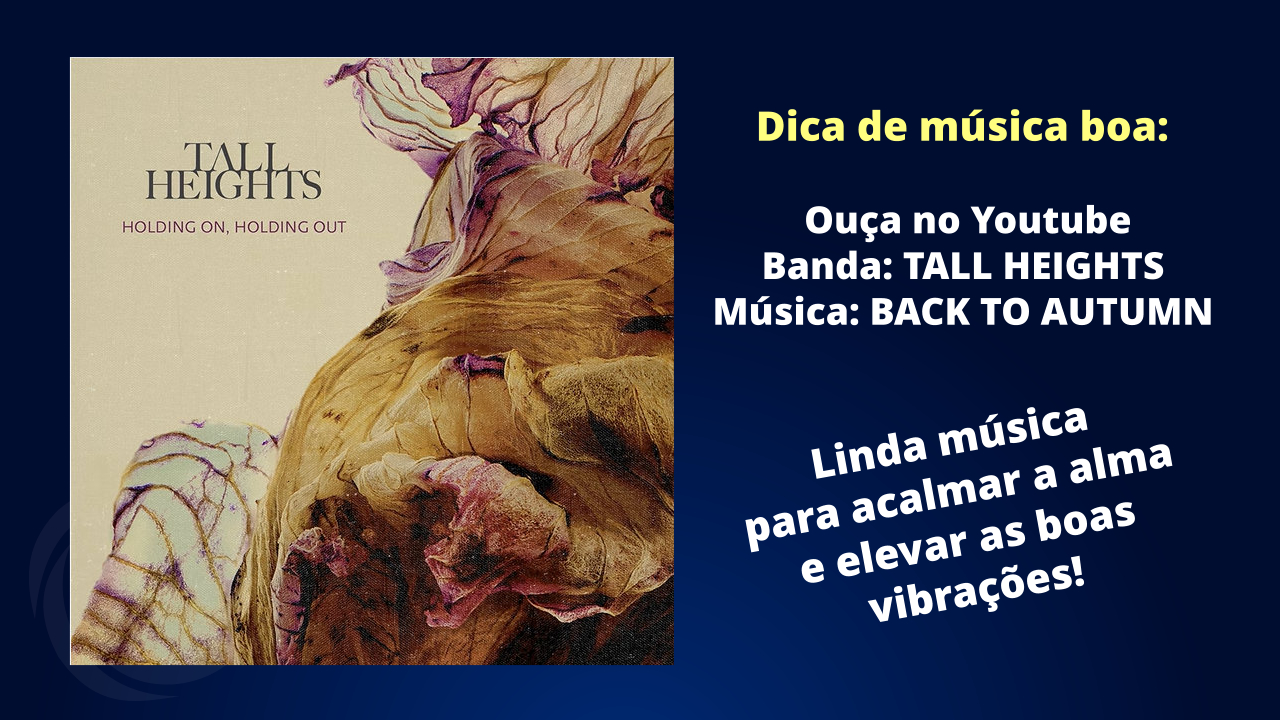 TALL
HEIGHTS
HOLDING ON, HOLDING OUT
Dica de música boa:
Ouça no Youtube
Banda: TALL HEIGHTS
Música: BACK TO AUTUMN
Linda música
para acalmar a alma
e elevar as boas
vibrações!